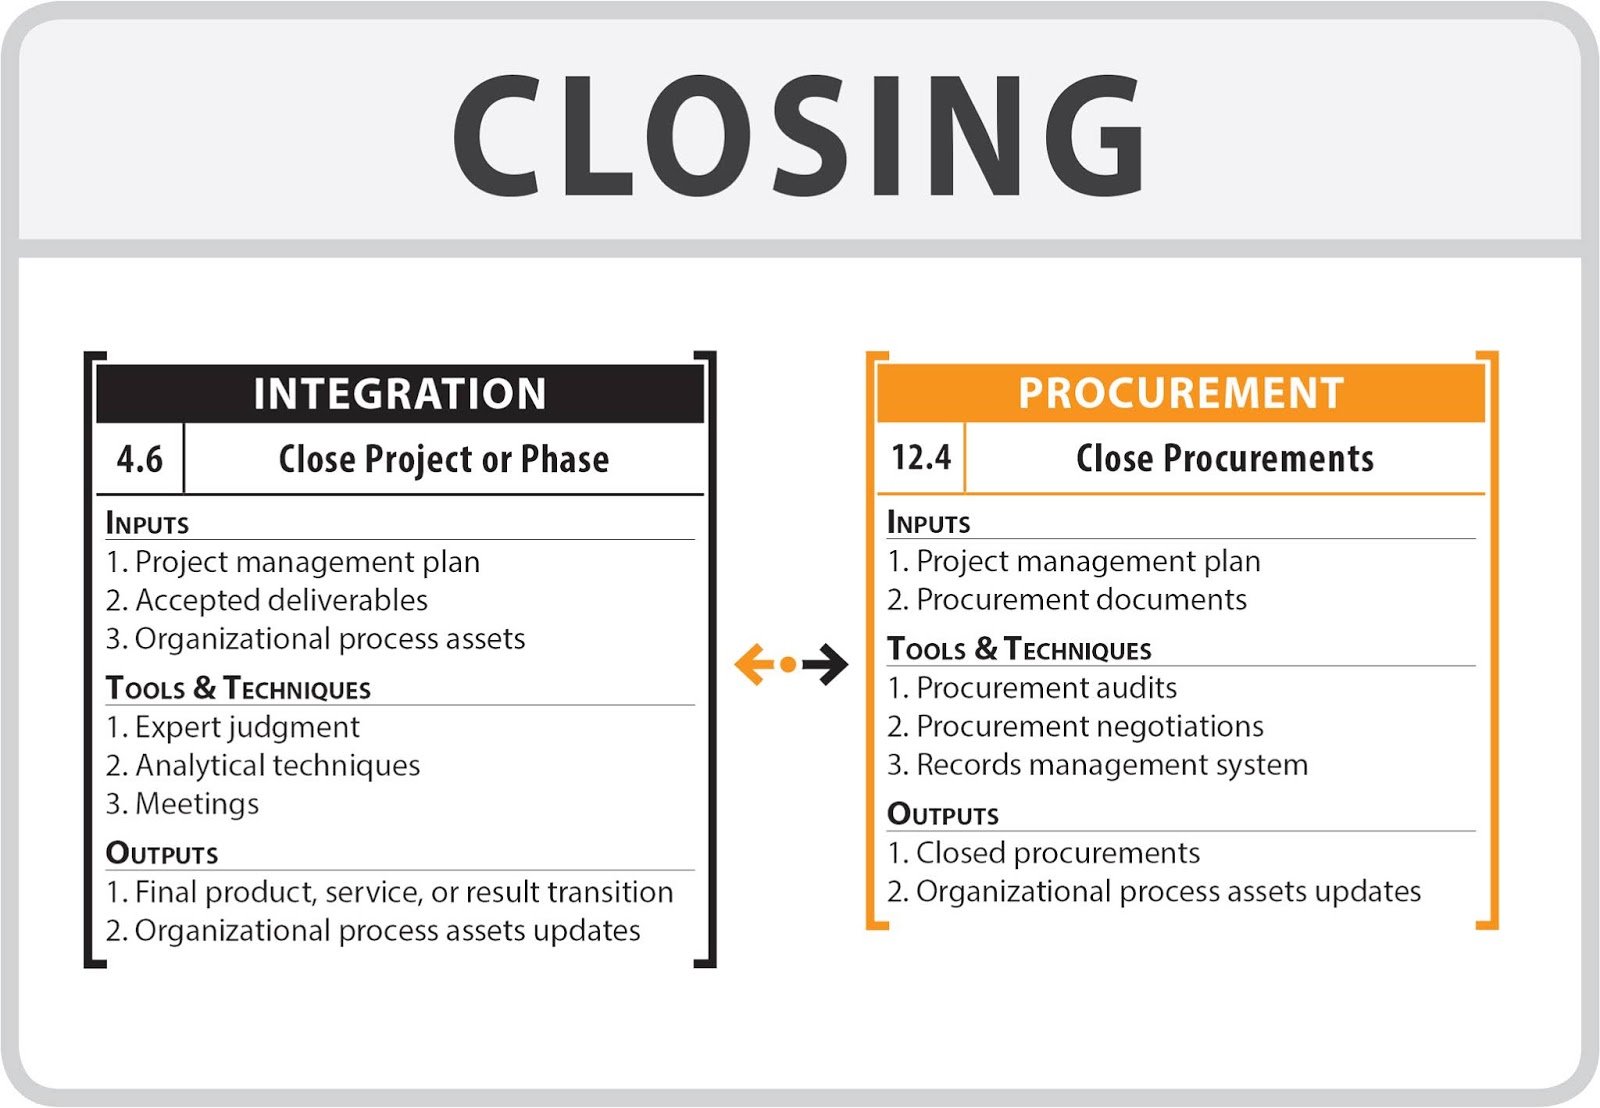 CLOSING
INTEGRATION
4.6 Close Project or Phase
INPUTS
1. Project management plan
2. Accepted deliverables
3. Organizational process assets
TOOLS & TECHNIQUES
1. Expert judgment
2. Analytical techniques
3. Meetings
OUTPUTS
1. Final product, service, or result transition
2. Organizational process assets updates
PROCUREMENT
12.4 Close Procurements
INPUTS
1. Project management plan
2. Procurement documents
TOOLS & TECHNIQUES
1. Procurement audits
2. Procurement negotiations
3. Records management system
OUTPUTS
1. Closed procurements
2. Organizational process assets updates